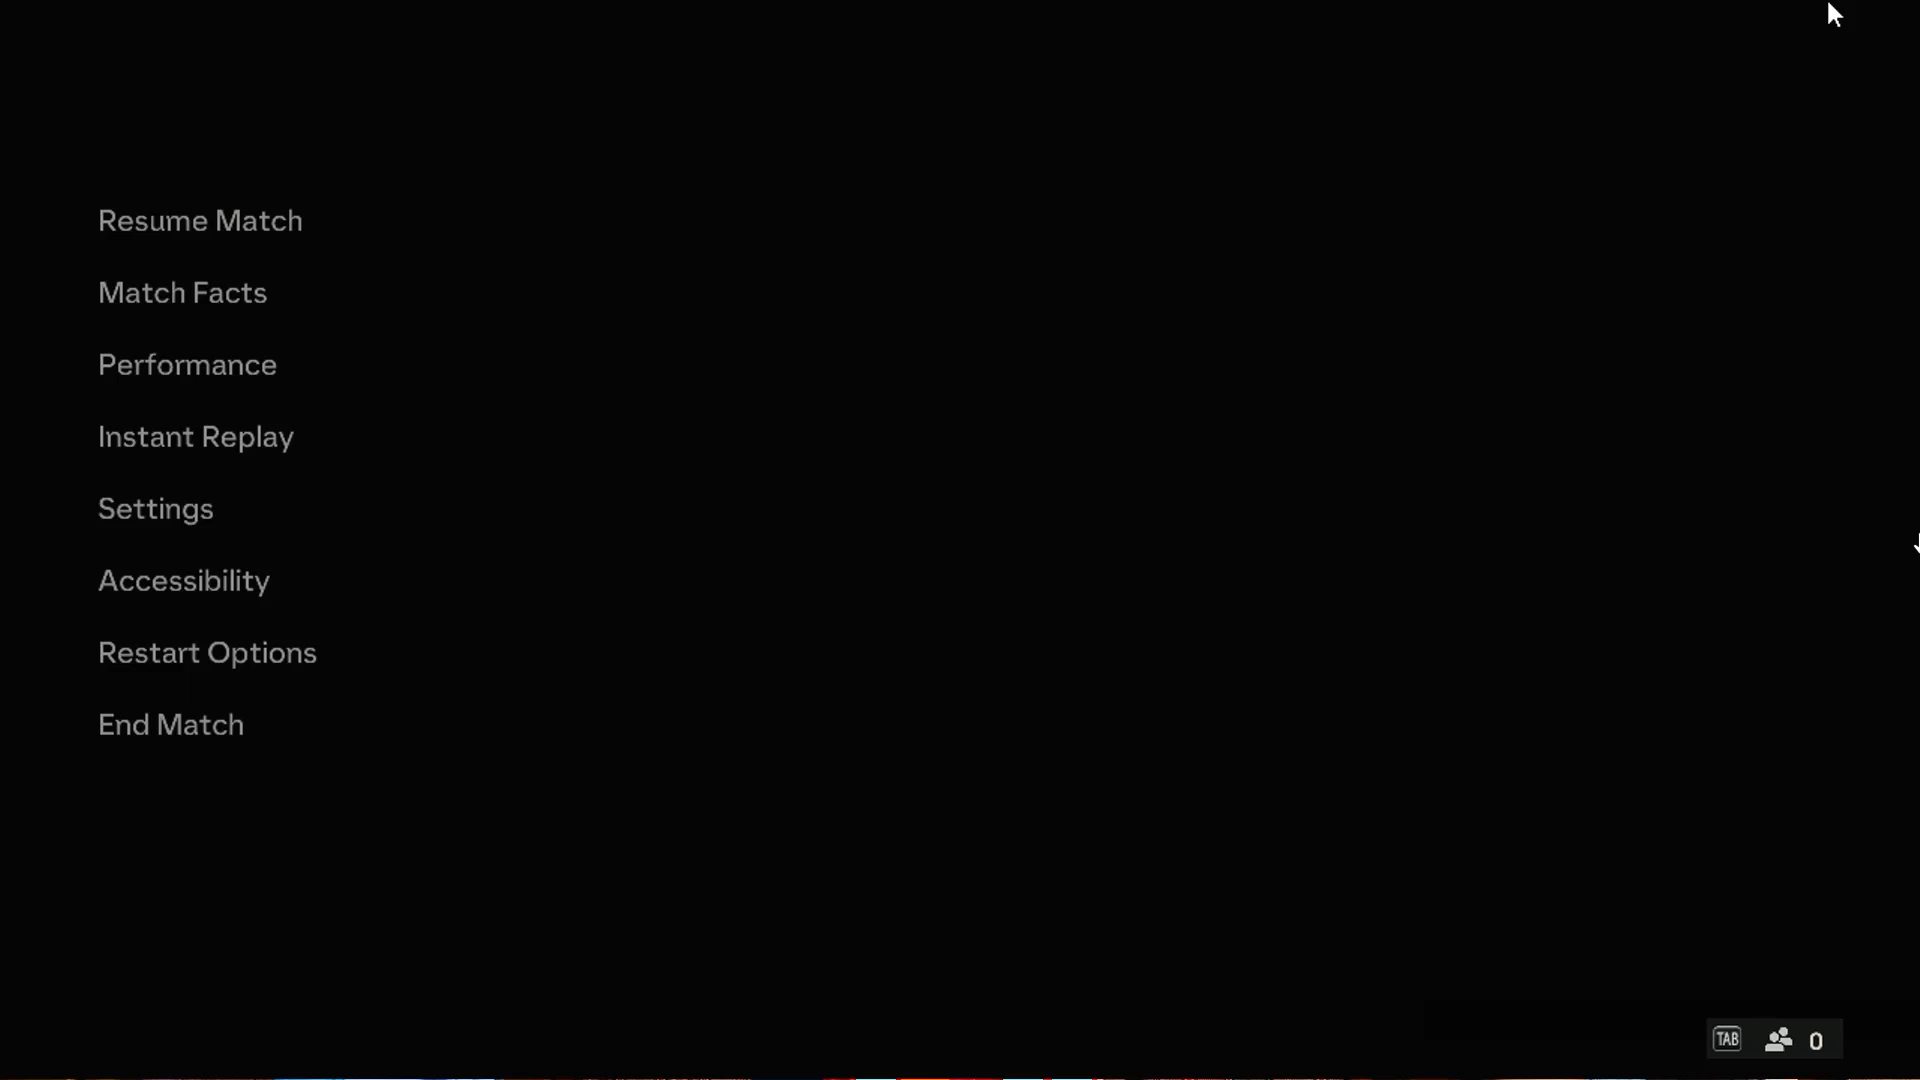 Resume Match
Match Facts
Performance
Instant Replay
Settings
Accessibility
Restart Options
End Match
TAB 0